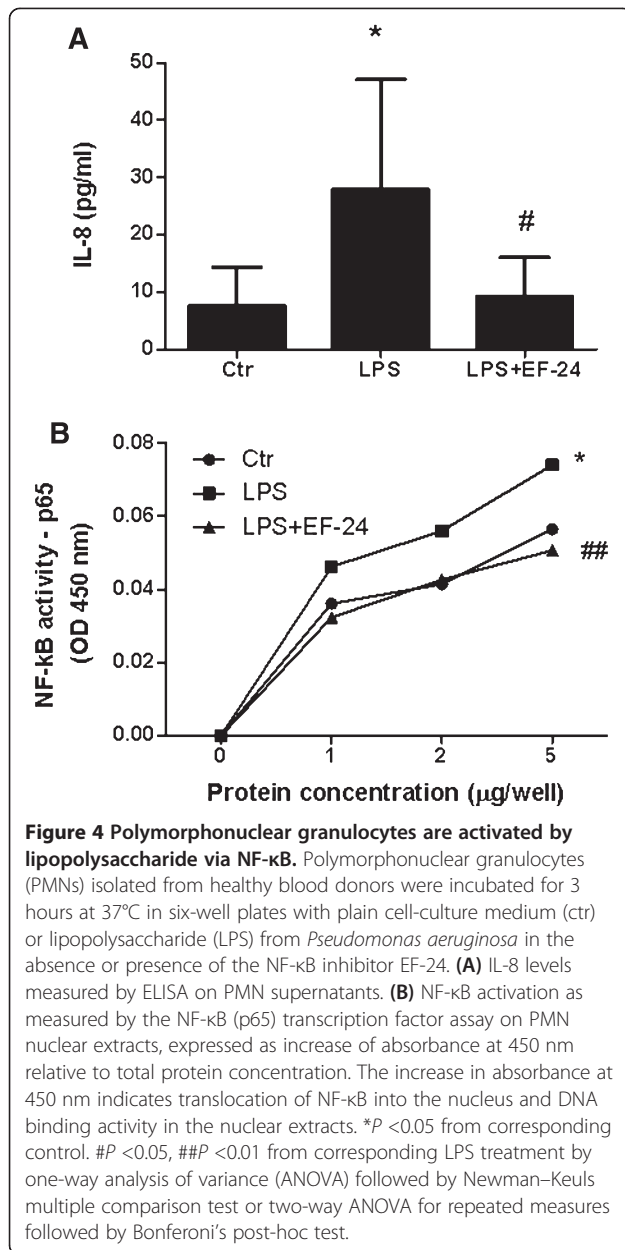 A
*
50
40
30
20
10
0
IL-8 (pg/ml)
#
Ctr
LPS
LPS+EF-24
B
0.08
0.06
0.04
0.02
0.00
NF-κB activity - p65
(OD 450 nm)
Ctr
LPS
LPS+EF-24
*
##
0
1
2
5
Protein concentration (μg/well)
Figure 4 Polymorphonuclear granulocytes are activated by
lipopolysaccharide via NF-κB. Polymorphonuclear granulocytes
(PMNs) isolated from healthy blood donors were incubated for 3
hours at 37°C in six-well plates with plain cell-culture medium (ctr)
or lipopolysaccharide (LPS) from Pseudomonas aeruginosa in the
absence or presence of the NF-κB inhibitor EF-24. (A) IL-8 levels
measured by ELISA on PMN supernatants. (B) NF-κB activation as
measured by the NF-κB (p65) transcription factor assay on PMN
nuclear extracts, expressed as increase of absorbance at 450 nm
relative to total protein concentration. The increase in absorbance at
450 nm indicates translocation of NF-κB into the nucleus and DNA
binding activity in the nuclear extracts. *P <0.05 from corresponding
control. #P <0.05, ##P <0.01 from corresponding LPS treatment by
one-way analysis of variance (ANOVA) followed by Newman–Keuls
multiple comparison test or two-way ANOVA for repeated measures
followed by Bonferoni's post-hoc test.